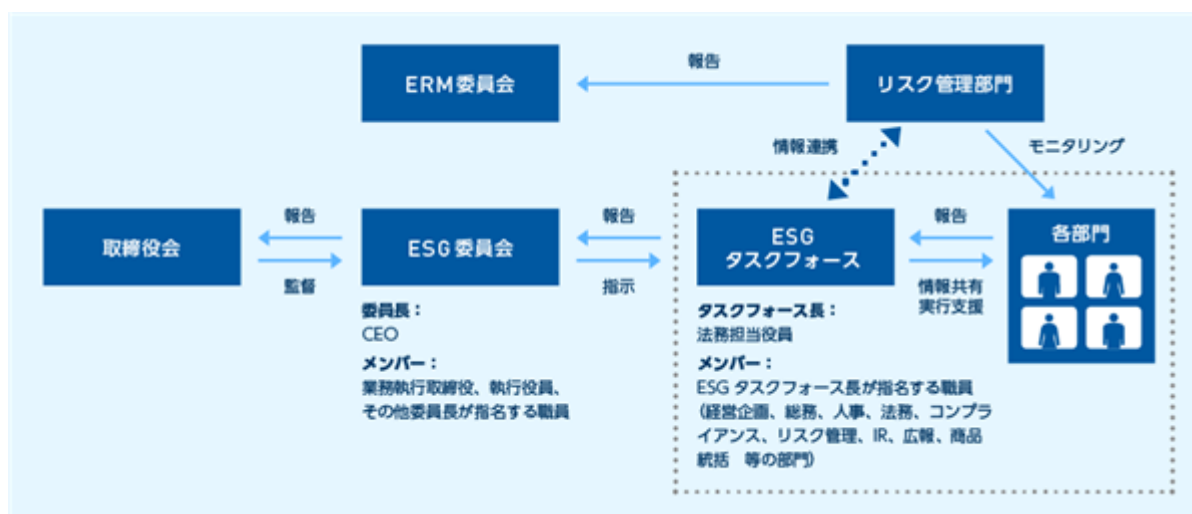 ERM委員会
報告
リスク管理部門
情報連携
モニタリング
取締役会
報告
監督
ESG委員会
報告
指示
ESG
タスクフォース
報告
情報共有
実行支援
各部門
委員長：
CEO
メンバー：
業務執行取締役、執行役員、
その他委員長が指名する職員
タスクフォース長：
法務担当役員
メンバー：
ESG タスクフォース長が指名する職員
（経営企画、総務、人事、法務、コンプラ
イアンス、リスク管理、IR、広報、商品
統括　等の部門）